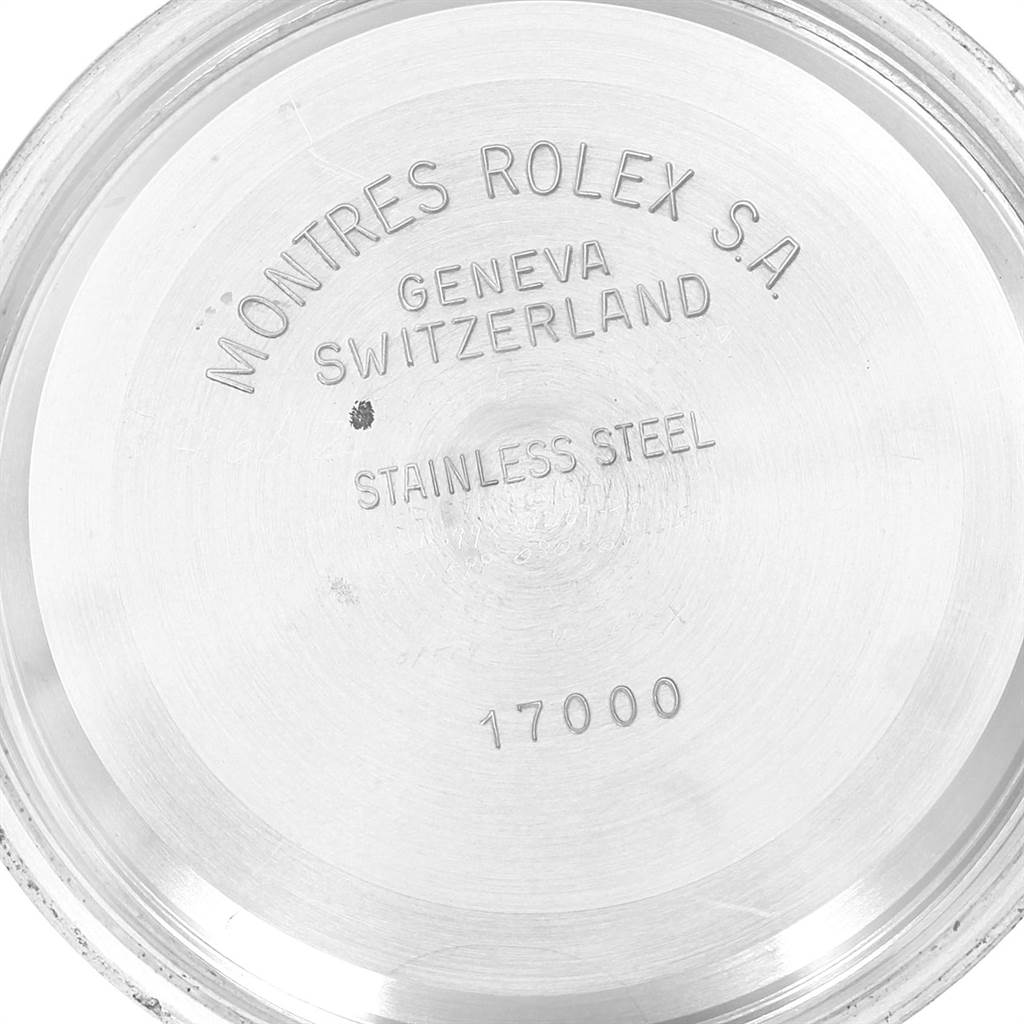 MONTRES ROLEX S.A.
GENEVA
SWITZERLAND
STAINLESS STEEL
17000